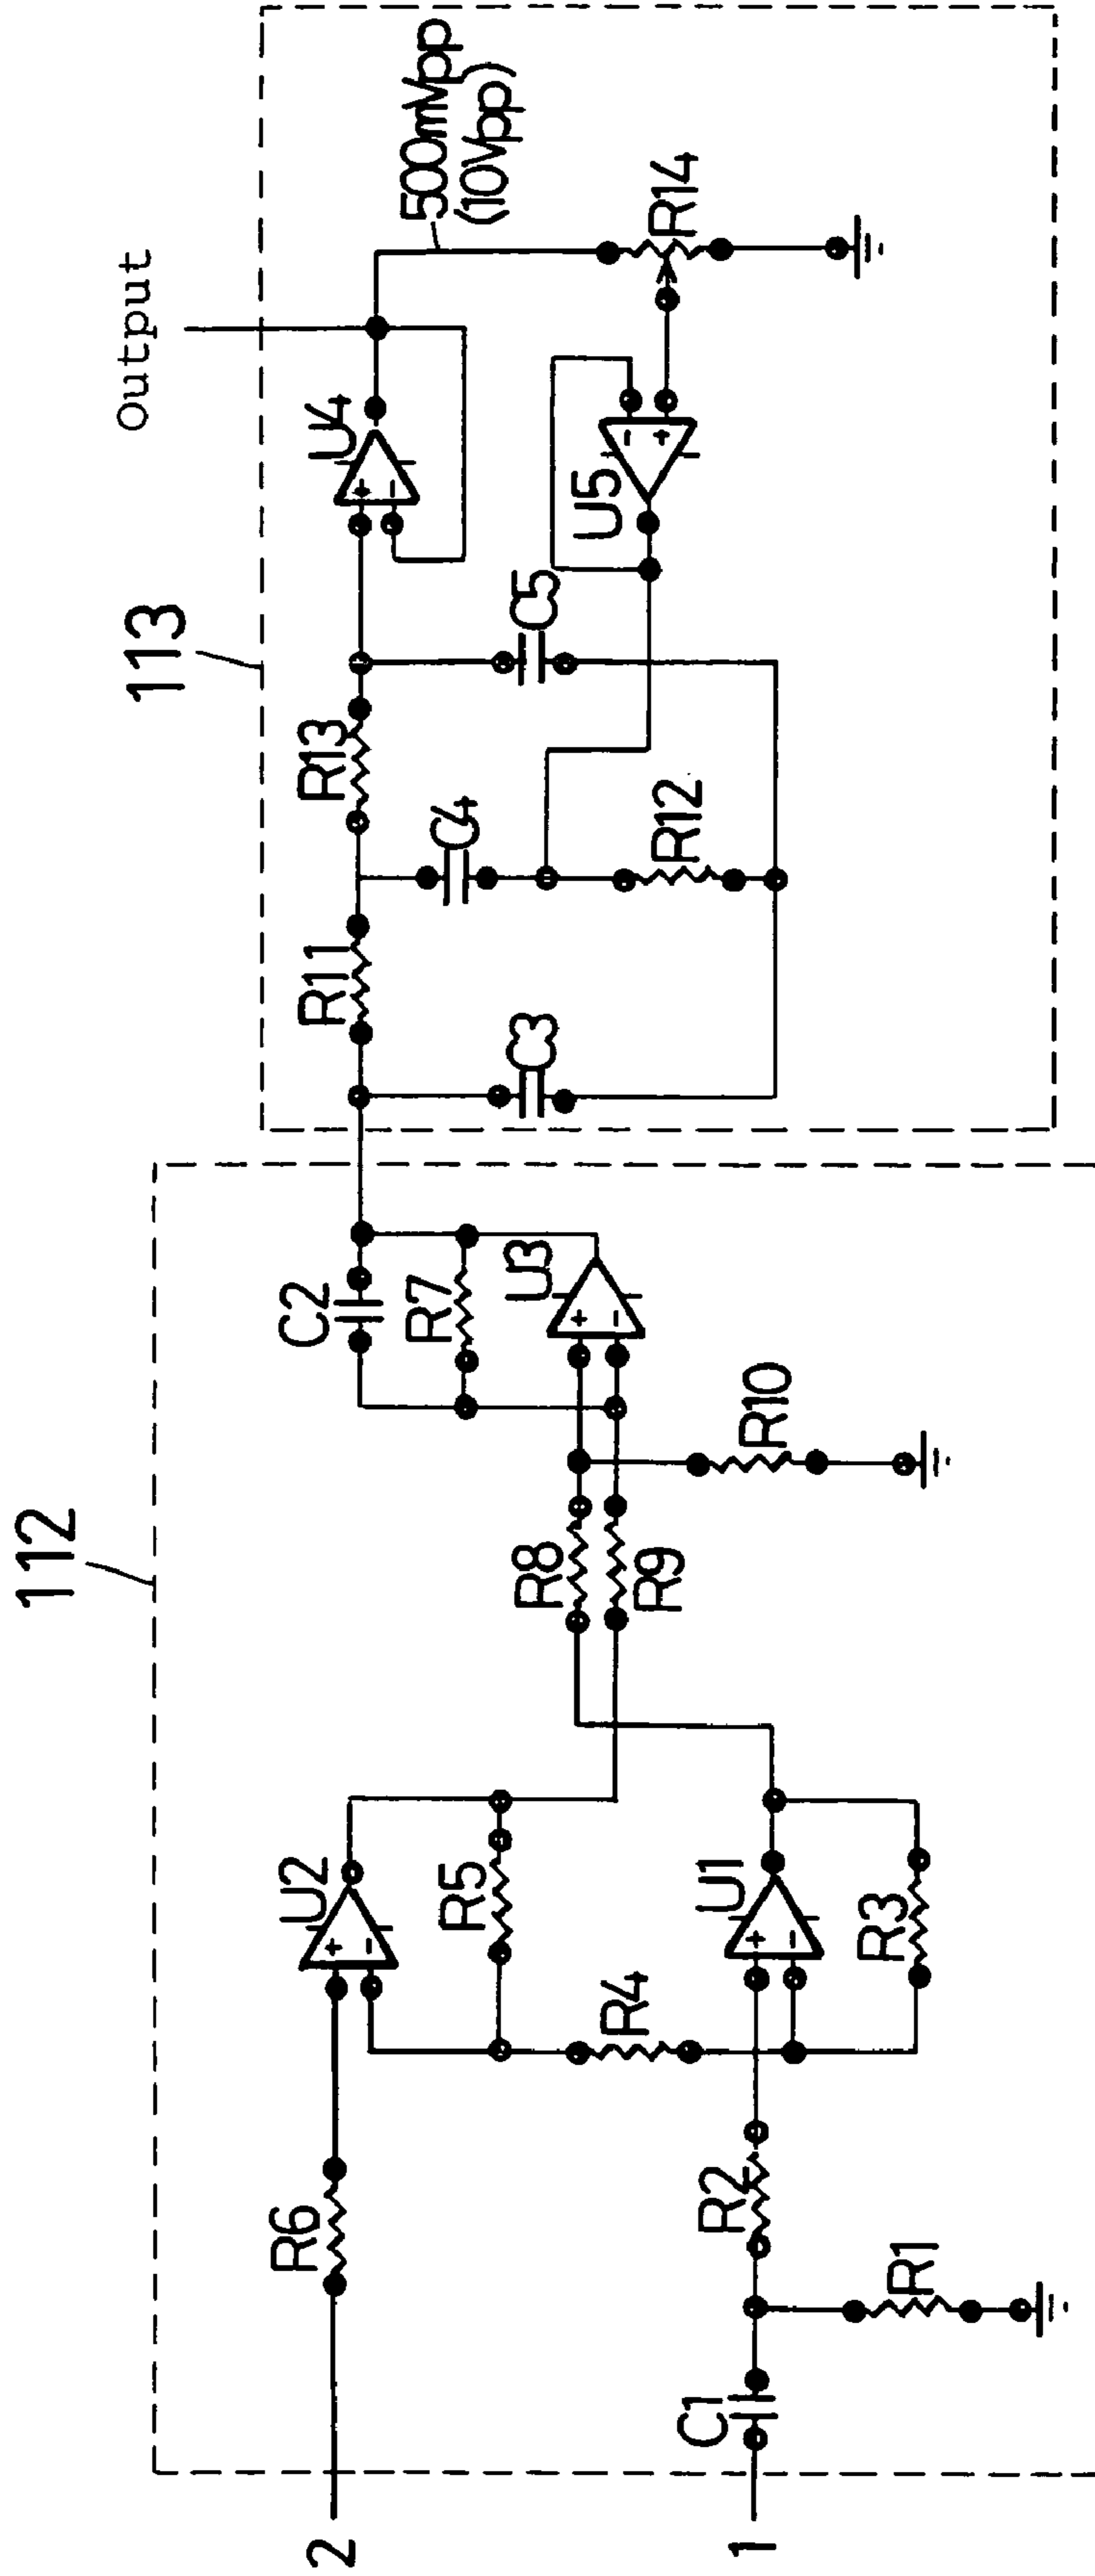 112
113
Output
500mVpp
(10Vpp)
2
R6
U2
+
−
R5
R4
1
C1
R1
R2
U1
+
−
R3
R8
R9
R10
C2
R7
U3
+
−
C3
R11
C4
R12
R13
C5
U4
+
−
U5
−
+
R14